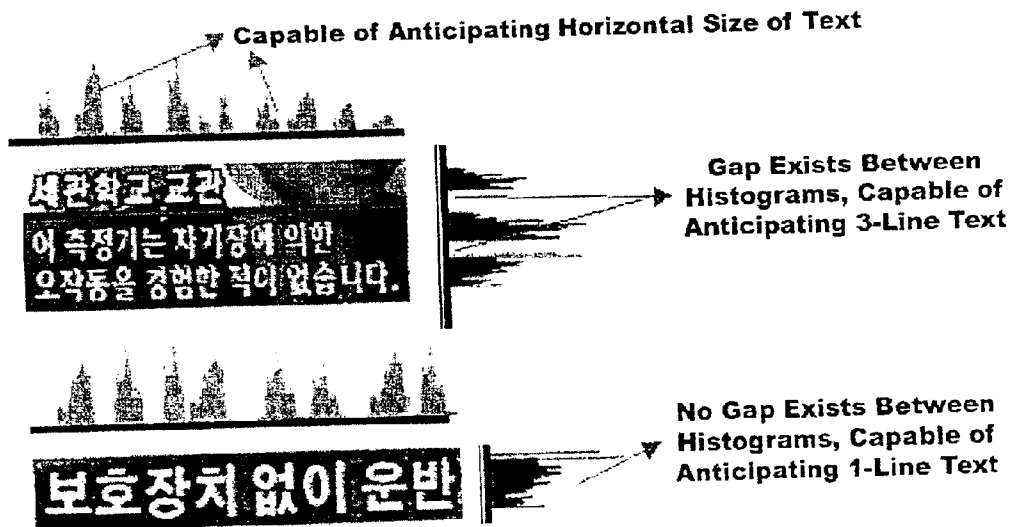 Capable of Anticipating Horizontal Size of Text
세관학교 교관
이 측정기는 자기장에 의한
오작동을 경험한 적이 없습니다.
Gap Exists Between
Histograms, Capable of
Anticipating 3-Line Text
보호장치 없이 운반
No Gap Exists Between
Histograms, Capable of
Anticipating 1-Line Text